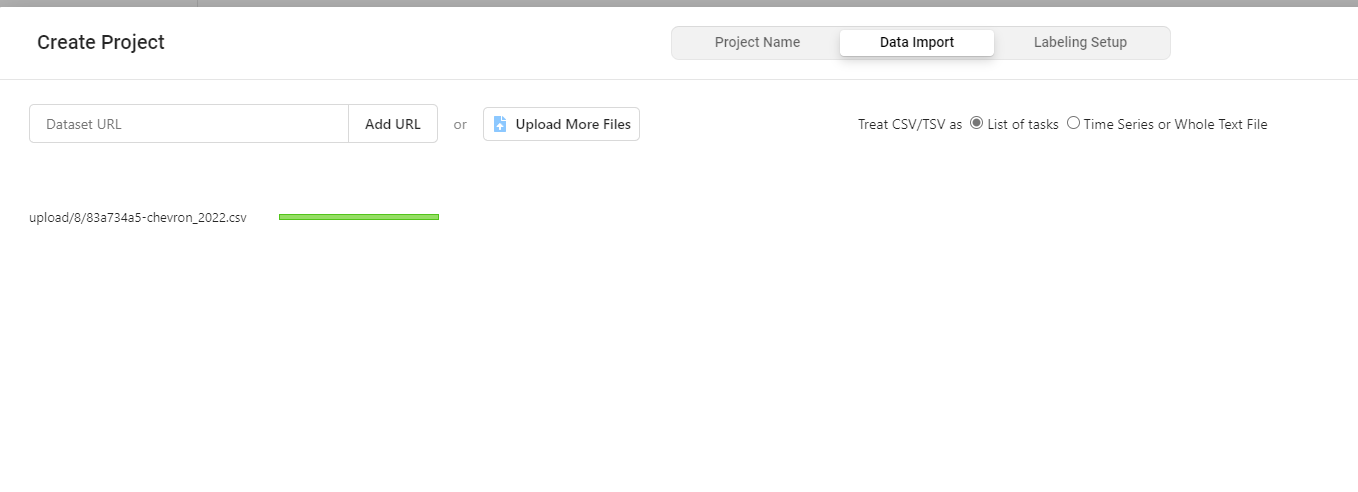 Create Project
Project Name
Data Import
Labeling Setup
Dataset URL
Add URL
or
Upload More Files
Treat CSV/TSV as
List of tasks
Time Series or Whole Text File
upload/8/83a734a5-chevron_2022.csv